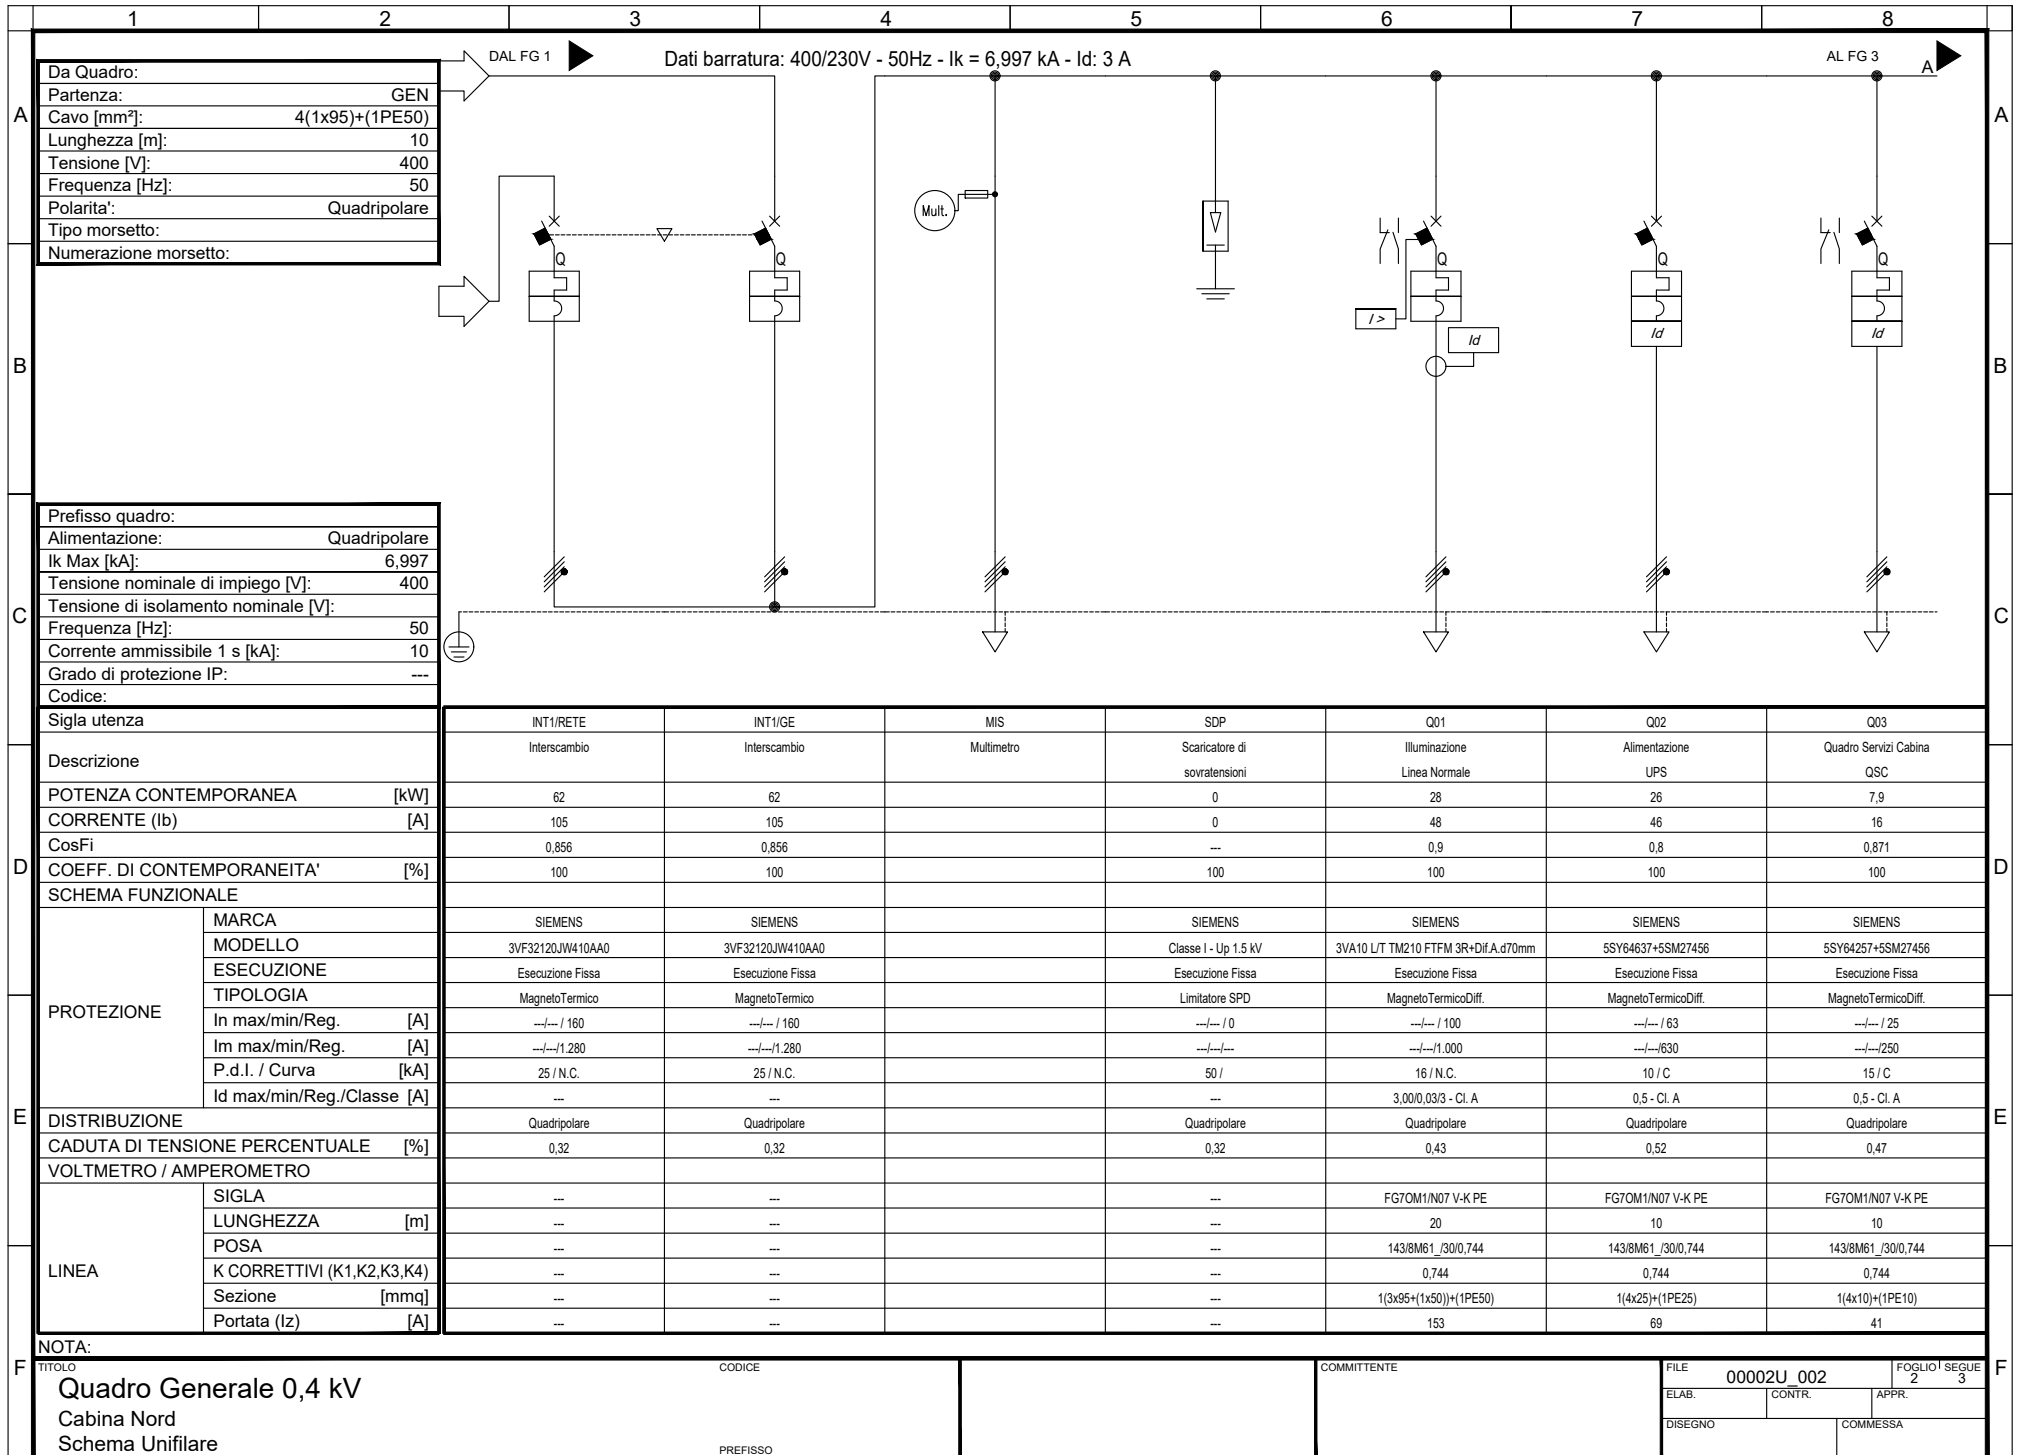 1 2 3 4 5 6 7 8
DAL FG 1
Dati barratura: 400/230V - 50Hz - Ik = 6,997 kA - Id: 3 A
AL FG 3
A
Da Quadro:
Partenza: GEN
Cavo [mm²]: 4(1x95)+(1PE50)
Lunghezza [m]: 10
Tensione [V]: 400
Frequenza [Hz]: 50
Polarita': Quadripolare
Tipo morsetto:
Numerazione morsetto:
A A
Mult.
Q Q Q Q Q
I >
Id Id Id
B B
Prefisso quadro:
Alimentazione: Quadripolare
Ik Max [kA]: 6,997
Tensione nominale di impiego [V]: 400
Tensione di isolamento nominale [V]:
Frequenza [Hz]: 50
Corrente ammissibile 1 s [kA]: 10
Grado di protezione IP: ---
Codice:
C C
Sigla utenza INT1/RETE INT1/GE MIS SDP Q01 Q02 Q03
Descrizione Interscambio Interscambio Multimetro Scaricatore di Illuminazione Alimentazione Quadro Servizi Cabina
sovratensioni Linea Normale UPS QSC
POTENZA CONTEMPORANEA [kW] 62 62 0 28 26 7,9
CORRENTE (Ib) [A] 105 105 0 48 46 16
CosFi 0,856 0,856 --- 0,9 0,8 0,871
D COEFF. DI CONTEMPORANEITA' [%] 100 100 100 100 100 100 D
SCHEMA FUNZIONALE
PROTEZIONE
MARCA SIEMENS SIEMENS SIEMENS SIEMENS SIEMENS SIEMENS
MODELLO 3VF32120JW410AA0 3VF32120JW410AA0 Classe I - Up 1.5 kV 3VA10 L/T TM210 FTFM 3R+Dif.A.d70mm 5SY64637+5SM27456 5SY64257+5SM27456
ESECUZIONE Esecuzione Fissa Esecuzione Fissa Esecuzione Fissa Esecuzione Fissa Esecuzione Fissa Esecuzione Fissa
TIPOLOGIA MagnetoTermico MagnetoTermico Limitatore SPD MagnetoTermicoDiff. MagnetoTermicoDiff. MagnetoTermicoDiff.
In max/min/Reg. [A] ---/--- / 160 ---/--- / 160 ---/--- / 0 ---/--- / 100 ---/--- / 63 ---/--- / 25
Im max/min/Reg. [A] ---/---/1.280 ---/---/1.280 ---/---/--- ---/---/1.000 ---/---/630 ---/---/250
P.d.I. / Curva [kA] 25 / N.C. 25 / N.C. 50 / 16 / N.C. 10 / C 15 / C
Id max/min/Reg./Classe [A] --- --- --- 3,00/0,03/3 - Cl. A 0,5 - Cl. A 0,5 - Cl. A
E DISTRIBUZIONE Quadripolare Quadripolare Quadripolare Quadripolare Quadripolare Quadripolare E
CADUTA DI TENSIONE PERCENTUALE [%] 0,32 0,32 0,32 0,43 0,52 0,47
VOLTMETRO / AMPEROMETRO
LINEA
SIGLA --- --- --- FG7OM1/N07 V-K PE FG7OM1/N07 V-K PE FG7OM1/N07 V-K PE
LUNGHEZZA [m] --- --- --- 20 10 10
POSA --- --- --- 143/8M61_/30/0,744 143/8M61_/30/0,744 143/8M61_/30/0,744
K CORRETTIVI (K1,K2,K3,K4) --- --- --- 0,744 0,744 0,744
Sezione [mmq] --- --- --- 1(3x95+(1x50))+(1PE50) 1(4x25)+(1PE25) 1(4x10)+(1PE10)
Portata (Iz) [A] --- --- --- 153 69 41
NOTA:
F F
TITOLO
Quadro Generale 0,4 kV
Cabina Nord
Schema Unifilare
CODICE
PREFISSO
COMMITTENTE
FILE 00002U_002 FOGLIO 2 SEGUE 3
ELAB. CONTR. APPR.
DISEGNO COMMESSA